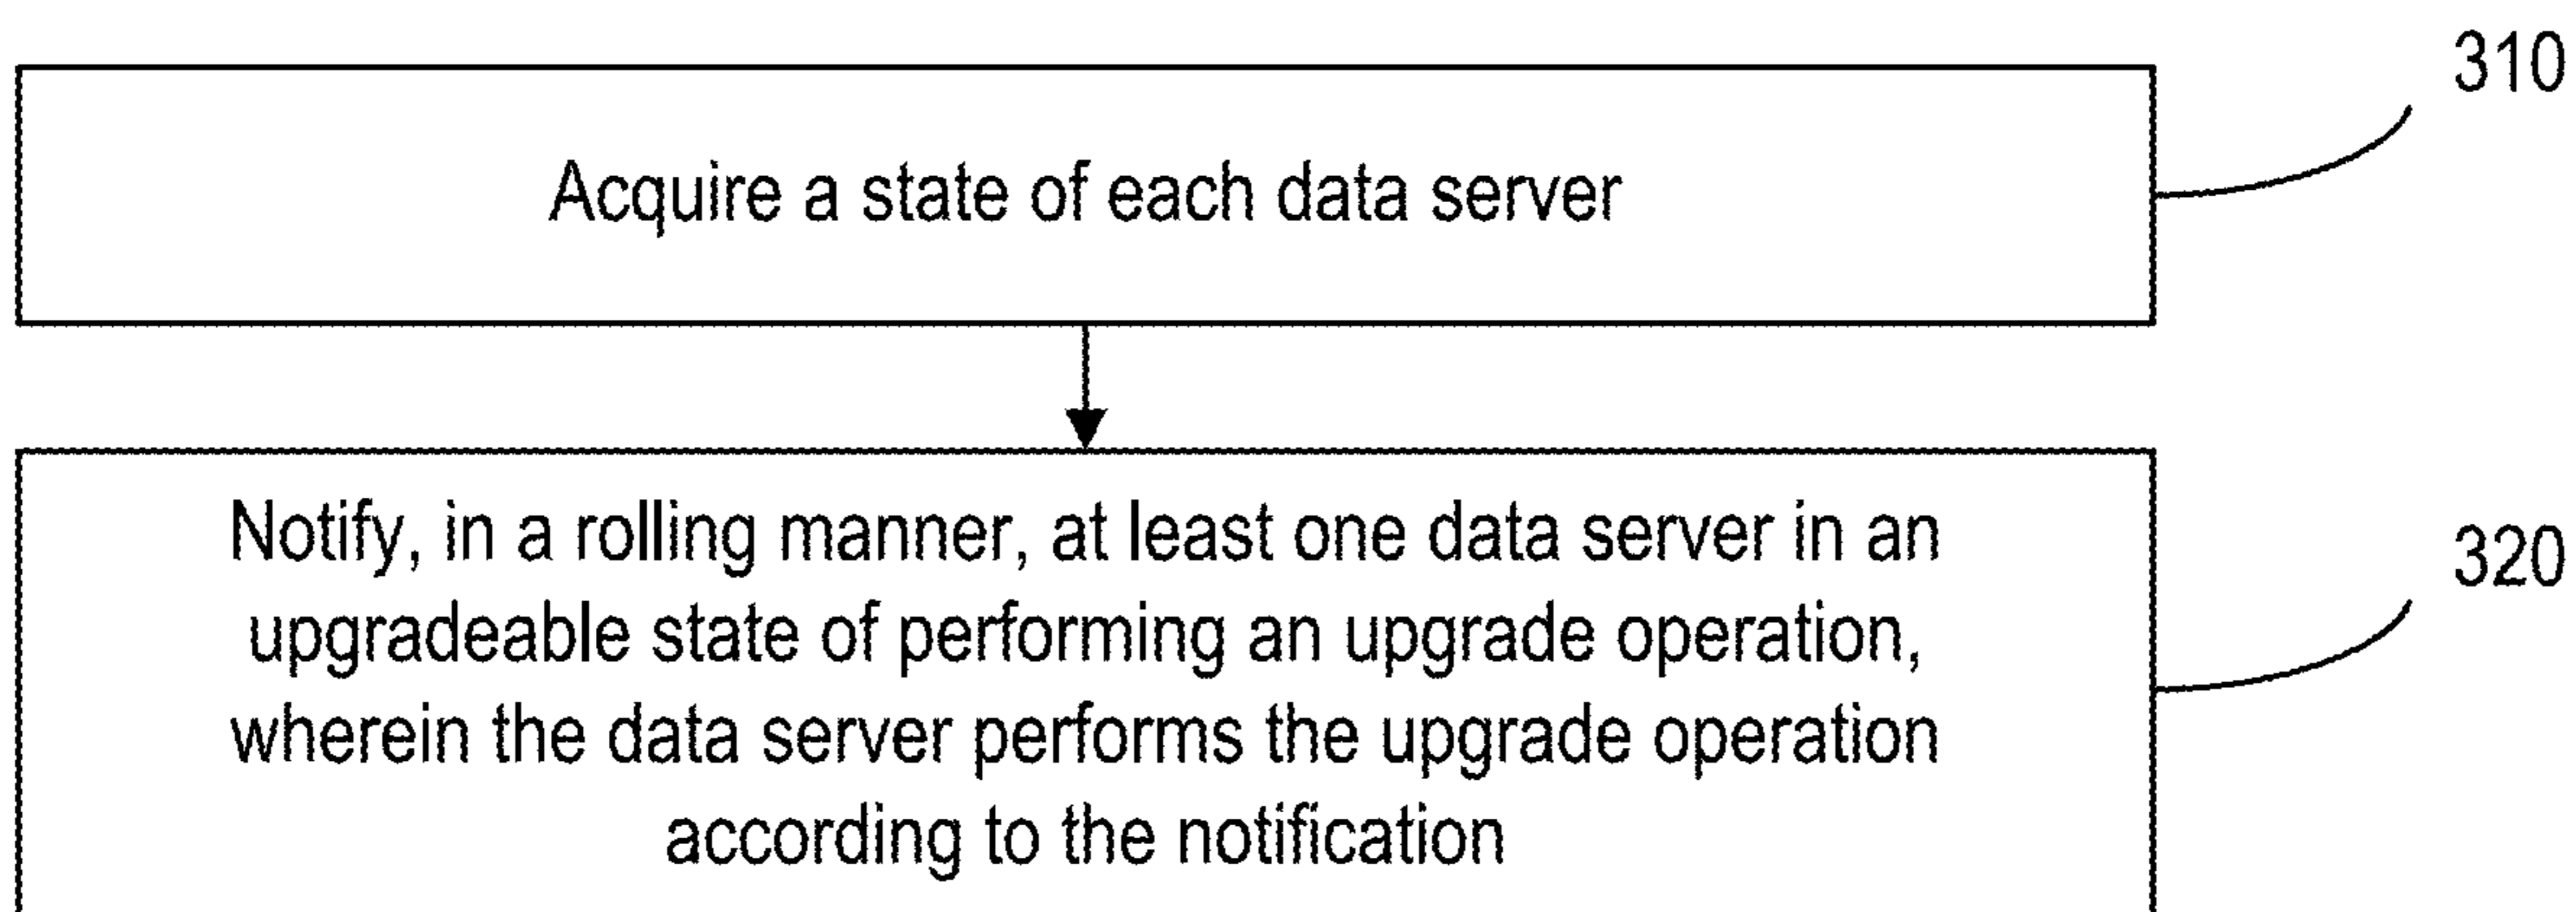 310
Acquire a state of each data server
Notify, in a rolling manner, at least one data server in an
320
upgradeable state of performing an upgrade operation,
wherein the data server performs the upgrade operation
according to the notification